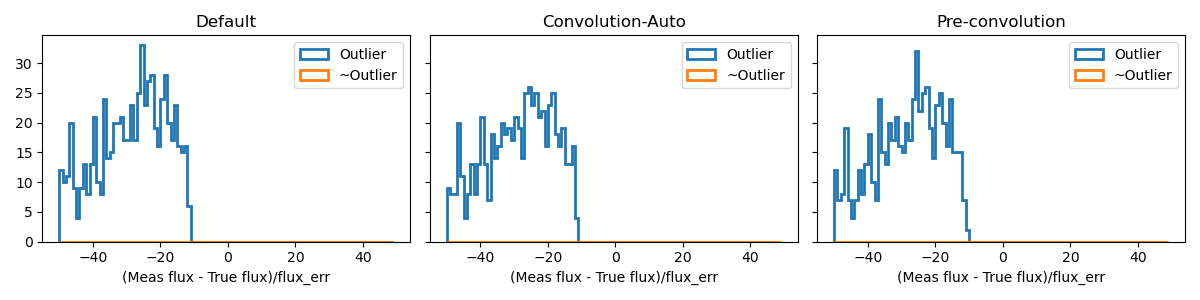 Default
Convolution-Auto
Pre-convolution
Outlier
~Outlier
Outlier
~Outlier
Outlier
~Outlier
30
25
20
15
10
5
0
−40 −20 0 20 40
−40 −20 0 20 40
−40 −20 0 20 40
(Meas flux - True flux)/flux_err
(Meas flux - True flux)/flux_err
(Meas flux - True flux)/flux_err